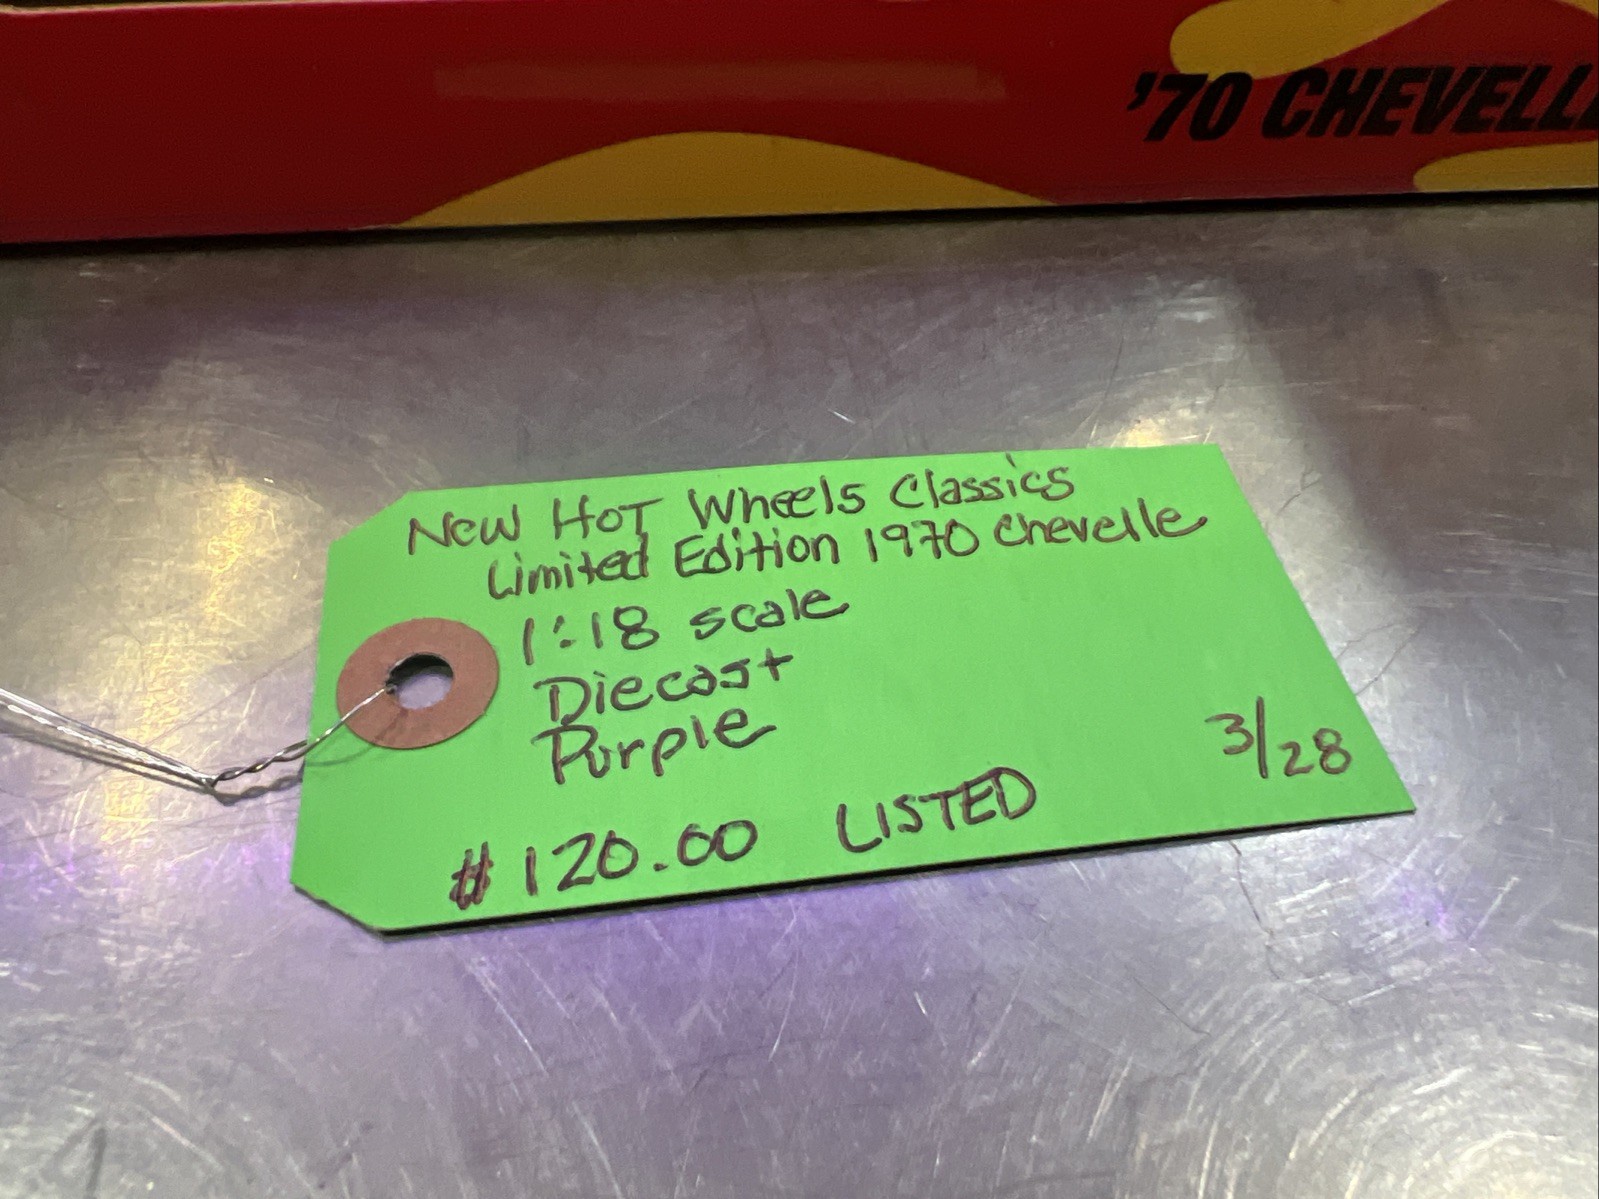 '70 CHEVELL
New HOT Wheels Classics
Limited Edition 1970 Chevelle
1:18 scale
Diecast
Purple
3/28
#120.00 LISTED